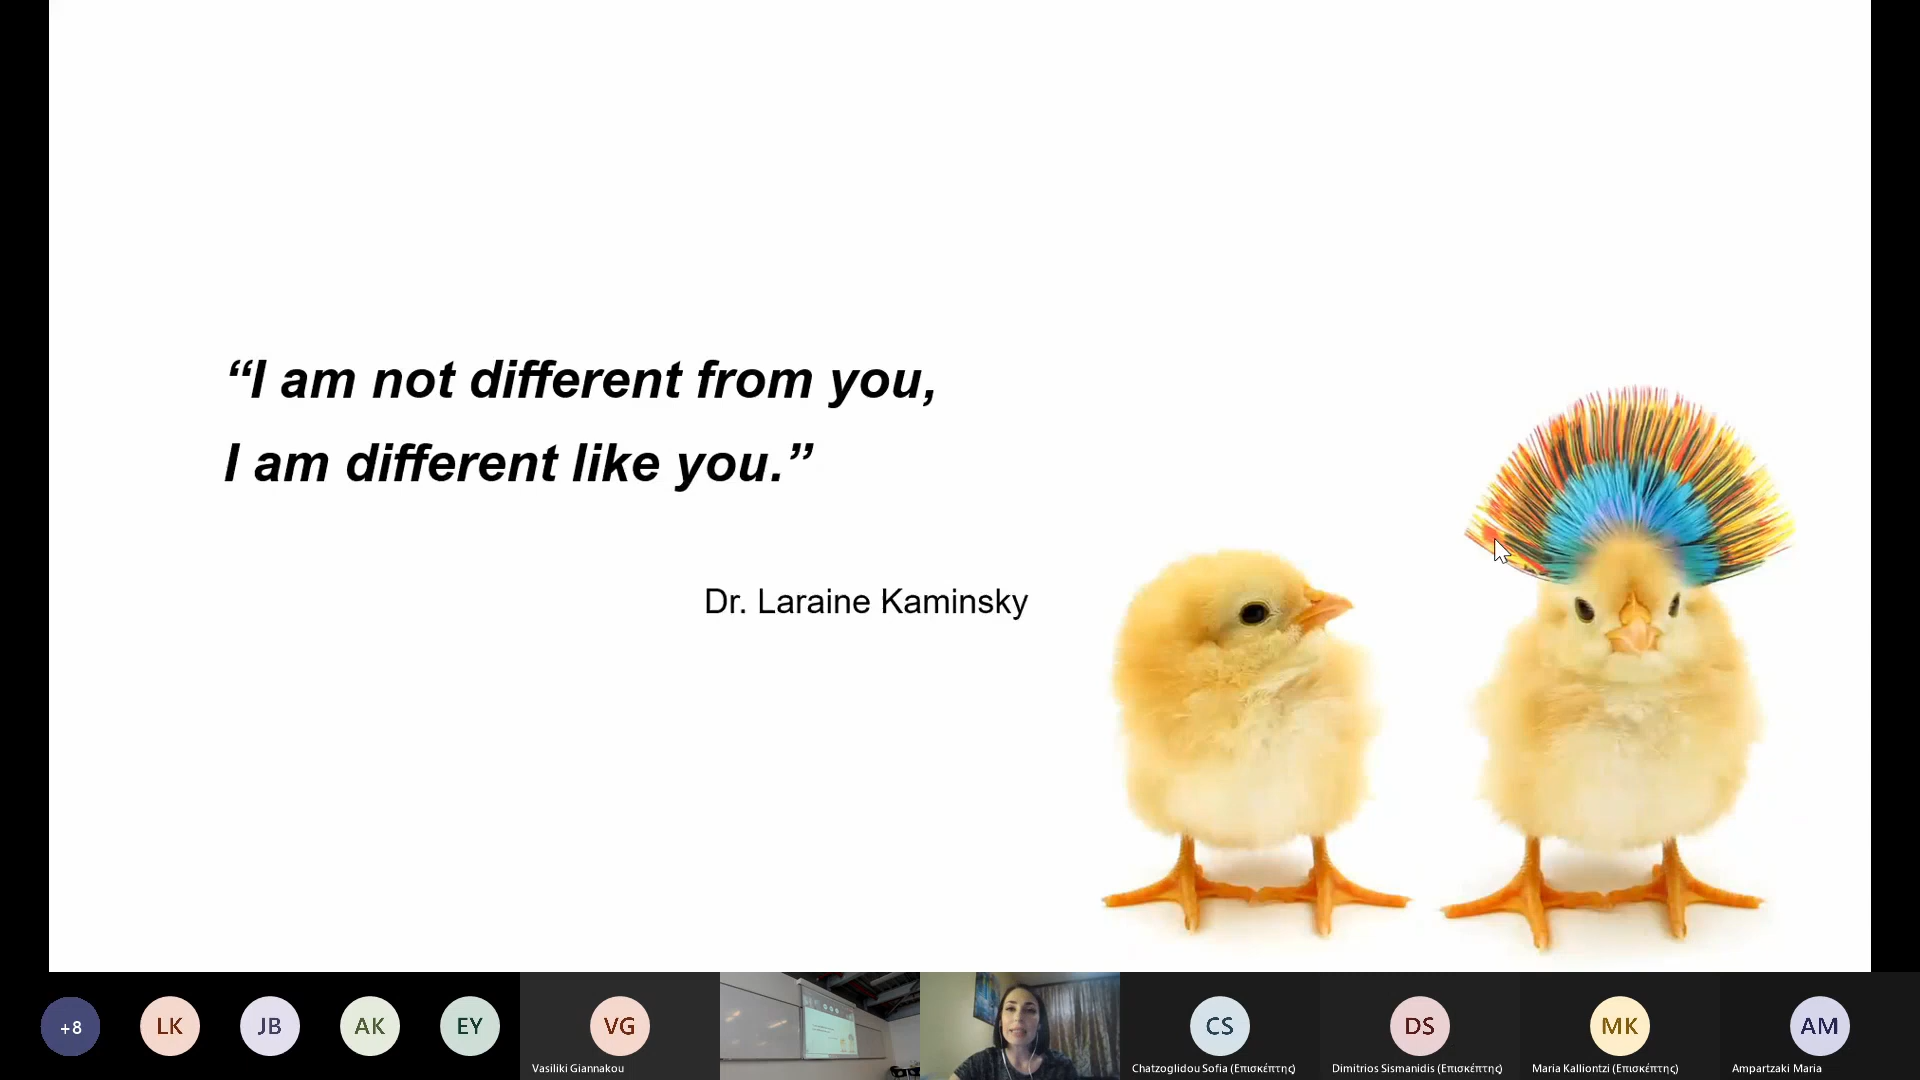 “I am not different from you,
I am different like you.”
Dr. Laraine Kaminsky
+8
LK
JB
AK
EY
VG
Vasiliki Giannakou
CS
Chatzoglidou Sofia (Επισκέπτης)
DS
Dimitrios Sismanidis (Επισκέπτης)
MK
Maria Kalliontzi (Επισκέπτης)
AM
Ampartzaki Maria